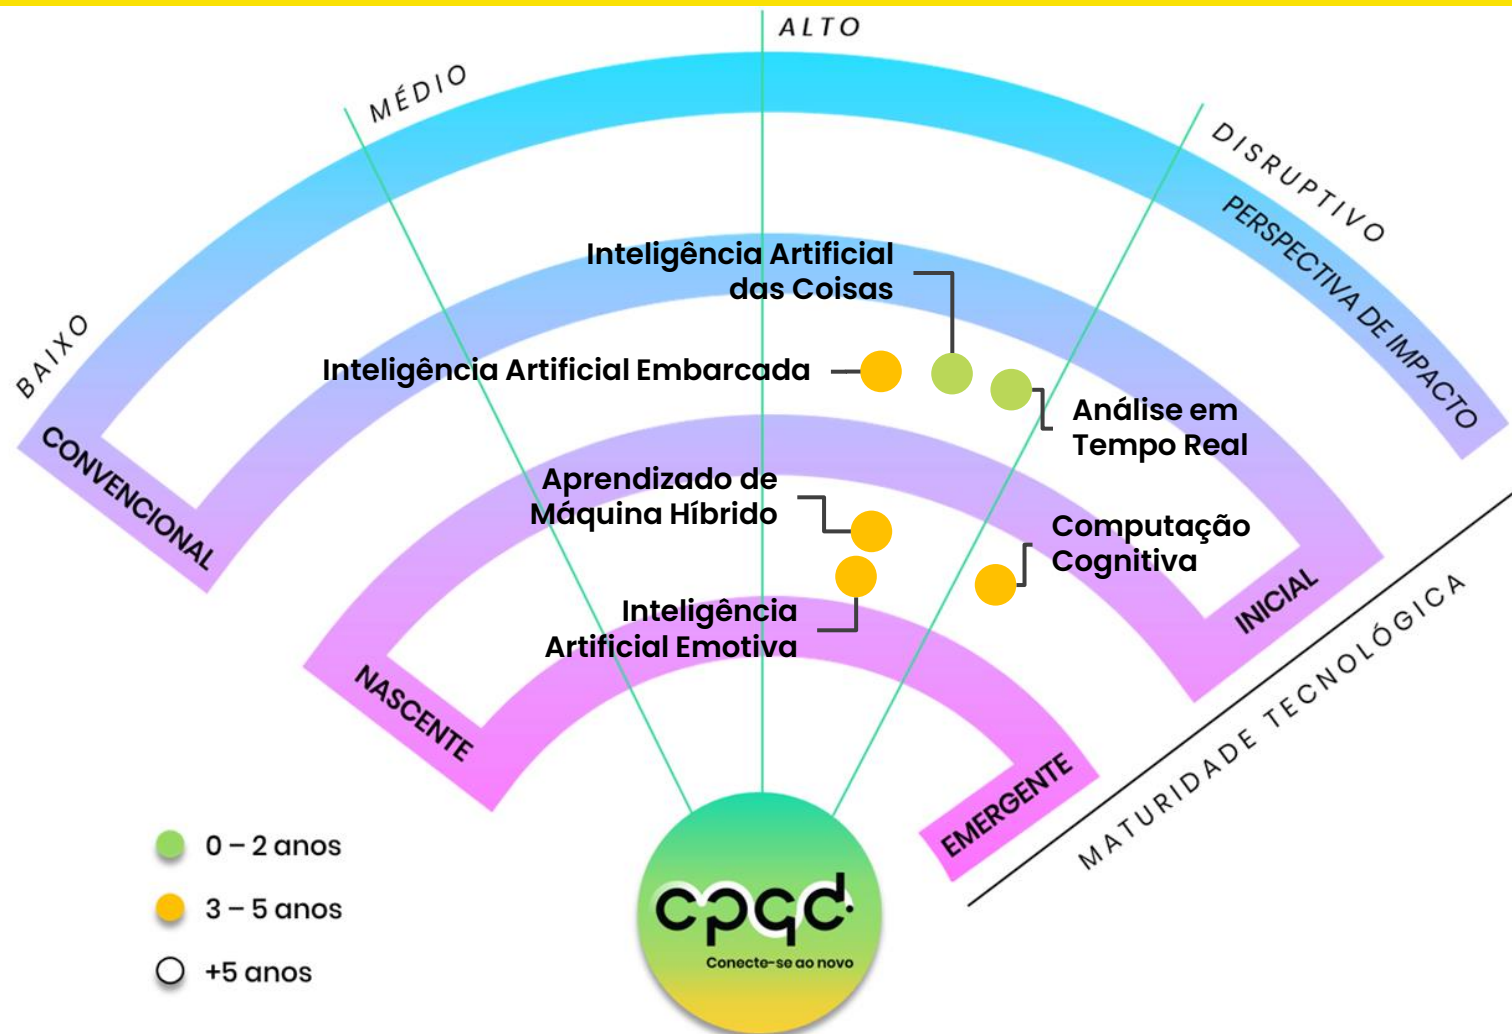 ALTO
MÉDIO
DISRUPTIVO
BAIXO
PERSPECTIVA DE IMPACTO
Inteligência Artificial
das Coisas
Inteligência Artificial Embarcada
Análise em
Tempo Real
CONVENCIONAL
Aprendizado de
Máquina Híbrido
Computação
Cognitiva
INICIAL
Inteligência
Artificial Emotiva
MATURIDADE TECNOLÓGICA
NASCENTE
EMERGENTE
0 – 2 anos
3 – 5 anos
+5 anos
cpqd.
Conecte-se ao novo